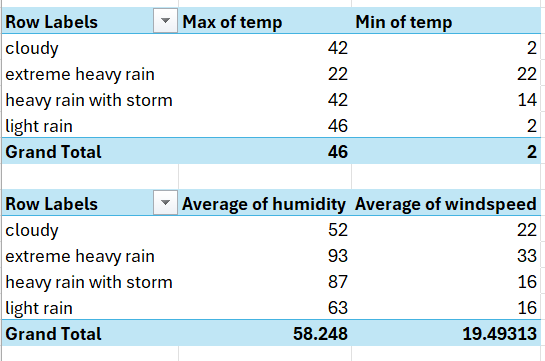 Row Labels Max of temp Min of temp
cloudy 42 2
extreme heavy rain 22 22
heavy rain with storm 42 14
light rain 46 2
Grand Total 46 2
Row Labels Average of humidity Average of windspeed
cloudy 52 22
extreme heavy rain 93 33
heavy rain with storm 87 16
light rain 63 16
Grand Total 58.248 19.49313